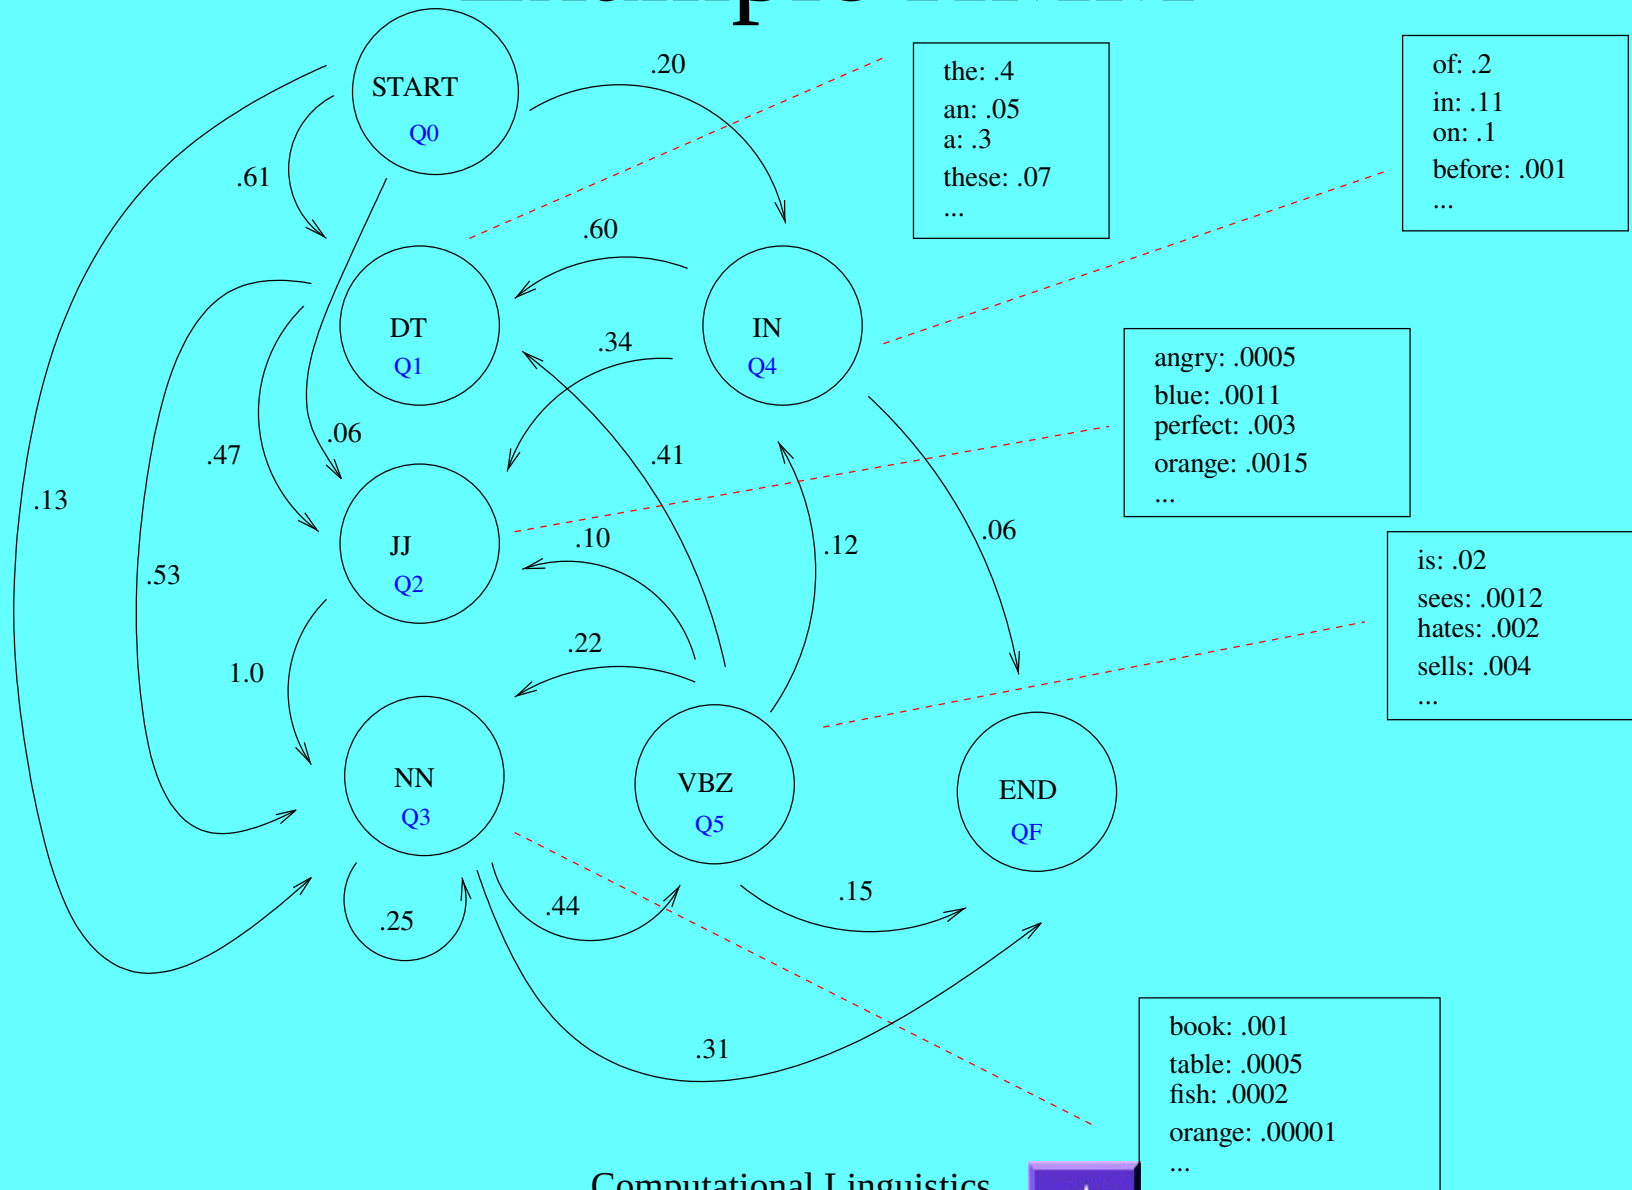 START
Q0
.20
.61
the: .4
an: .05
a: .3
these: .07
...
of: .2
in: .11
on: .1
before: .001
...
.60
DT
Q1
IN
Q4
.34
angry: .0005
blue: .0011
perfect: .003
orange: .0015
...
.47
.06
.41
.13
.53
JJ
Q2
.10
.12
.06
is: .02
sees: .0012
hates: .002
sells: .004
...
1.0
.22
NN
Q3
VBZ
Q5
END
QF
.25
.44
.15
.31
book: .001
table: .0005
fish: .0002
orange: .00001
...
Computational Linguistics